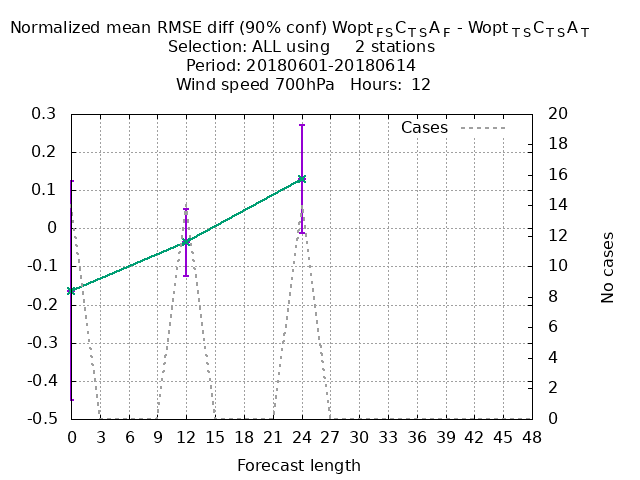 Normalized mean RMSE diff (90% conf) Wopt FS C TS A F - Wopt TS C TS A T
Selection: ALL using 2 stations
Period: 20180601-20180614
Wind speed 700hPa Hours: 12
Cases
0.3
0.2
0.1
0
-0.1
-0.2
-0.3
-0.4
-0.5
20
18
16
14
12
10
8
6
4
2
0
No cases
0 3 6 9 12 15 18 21 24 27 30 33 36 39 42 45 48
Forecast length